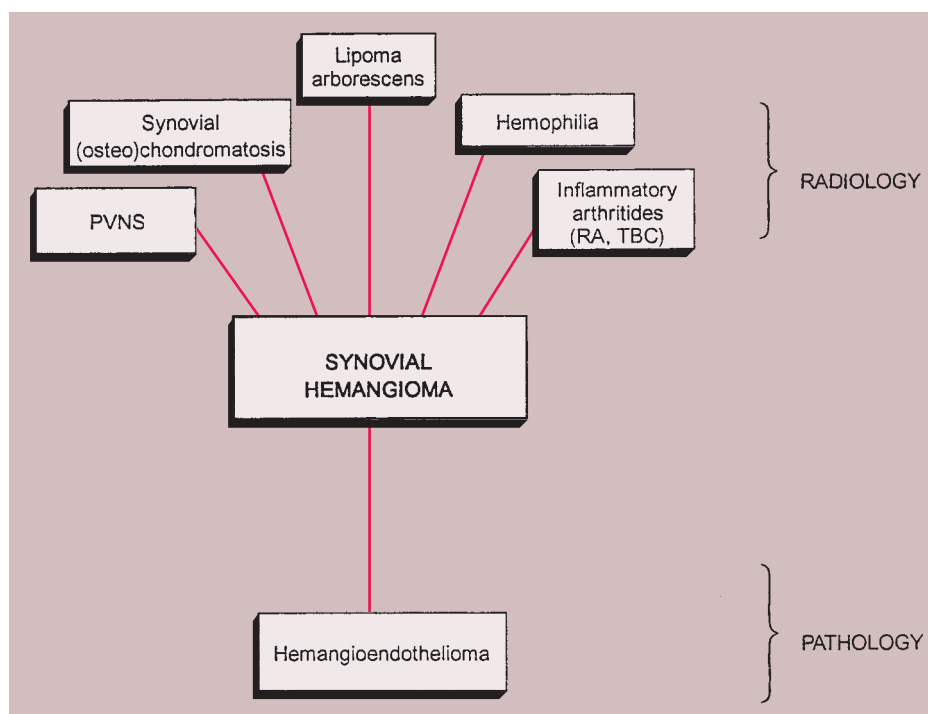 Lipoma
arborescens
Synovial
(osteo)chondromatosis
Hemophilia
PVNS
Inflammatory
arthritides
(RA, TBC)
RADIOLOGY
SYNOVIAL
HEMANGIOMA
Hemangioendothelioma
PATHOLOGY